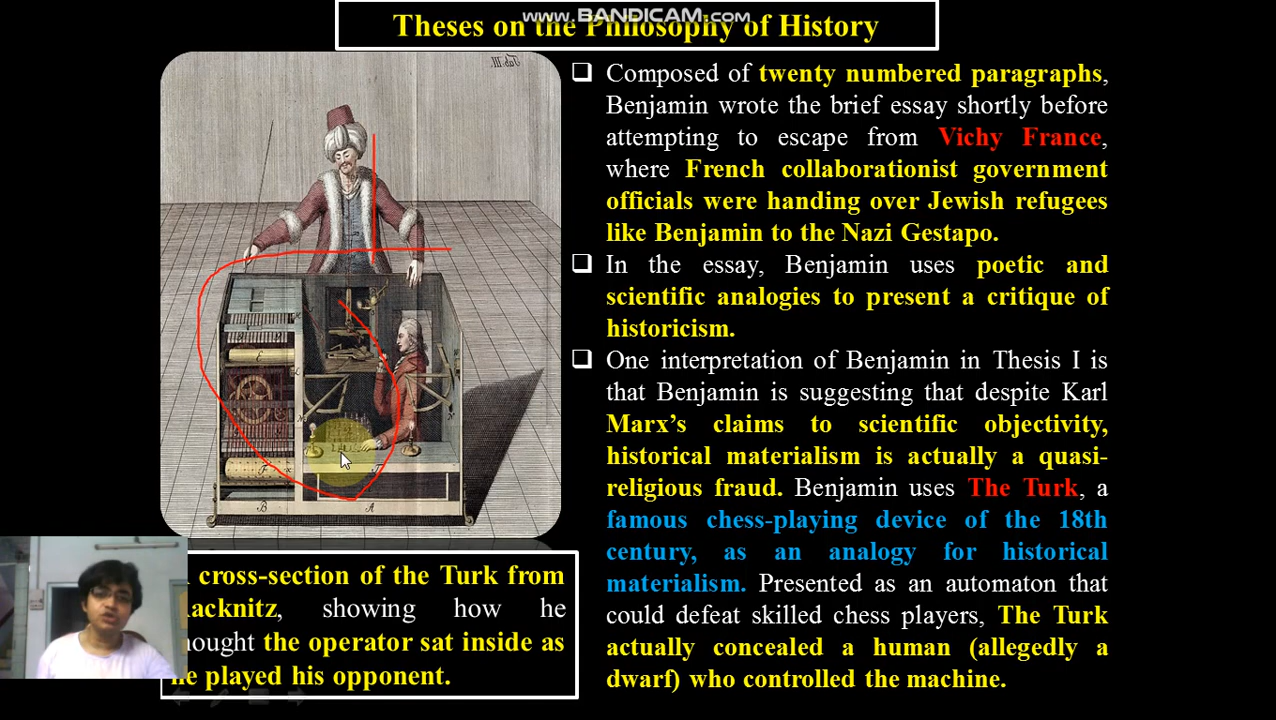 www.BANDICAM.com
Theses on the Philosophy of History
Tab.III.
❑ Composed of twenty numbered paragraphs,
Benjamin wrote the brief essay shortly before
attempting to escape from Vichy France,
where French collaborationist government
officials were handing over Jewish refugees
like Benjamin to the Nazi Gestapo.
❑ In the essay, Benjamin uses poetic and
scientific analogies to present a critique of
historicism.
❑ One interpretation of Benjamin in Thesis I is
that Benjamin is suggesting that despite Karl
Marx’s claims to scientific objectivity,
historical materialism is actually a quasi-
religious fraud. Benjamin uses The Turk, a
famous chess-playing device of the 18th
century, as an analogy for historical
materialism. Presented as an automaton that
could defeat skilled chess players, The Turk
actually concealed a human (allegedly a
dwarf) who controlled the machine.
B A
cross-section of the Turk from
acknitz, showing how he
hought the operator sat inside as
he played his opponent.